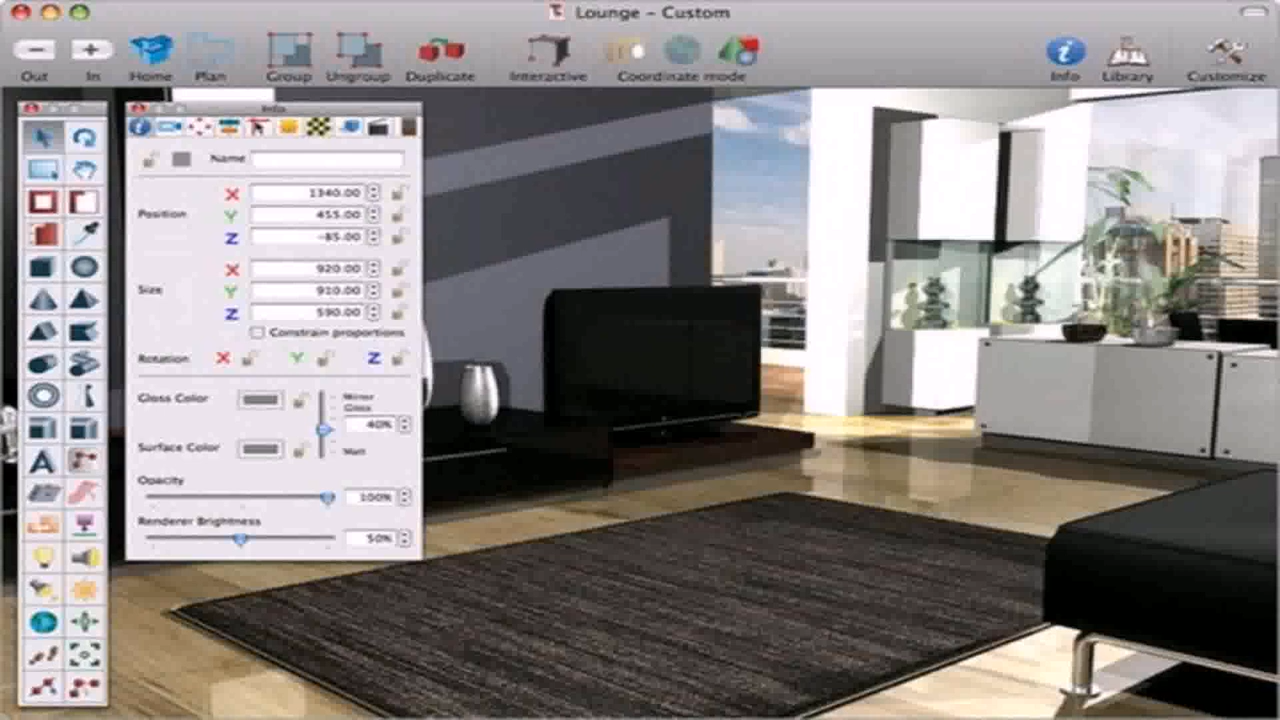 Lounge – Custom
Out In Home Plan Group Ungroup Duplicate Interactive Coordinate mode Info Library Customize
Info
Name
Position
X 1340.00
Y 455.00
Z -85.00
Size
X 920.00
Y 910.00
Z 590.00
Constrain proportions
Rotation X Y Z
Gloss Color
Mirror
Gloss
40%
Surface Color
Matt
Opacity
100%
Renderer Brightness
50%
A